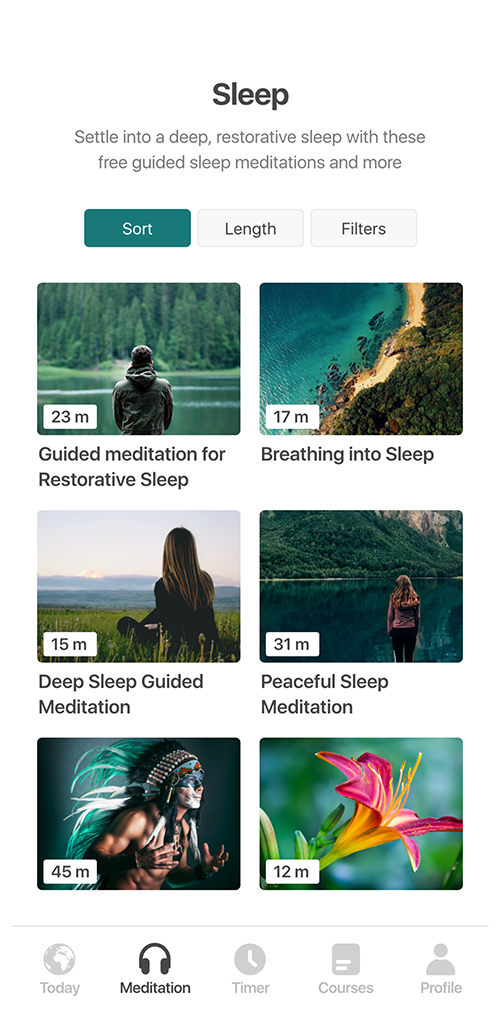 Sleep
Settle into a deep, restorative sleep with these
free guided sleep meditations and more
Sort
Length
Filters
23 m
17 m
Guided meditation for
Restorative Sleep
Breathing into Sleep
15 m
31 m
Deep Sleep Guided
Meditation
Peaceful Sleep
Meditation
45 m
12 m
Today
Meditation
Timer
Courses
Profile